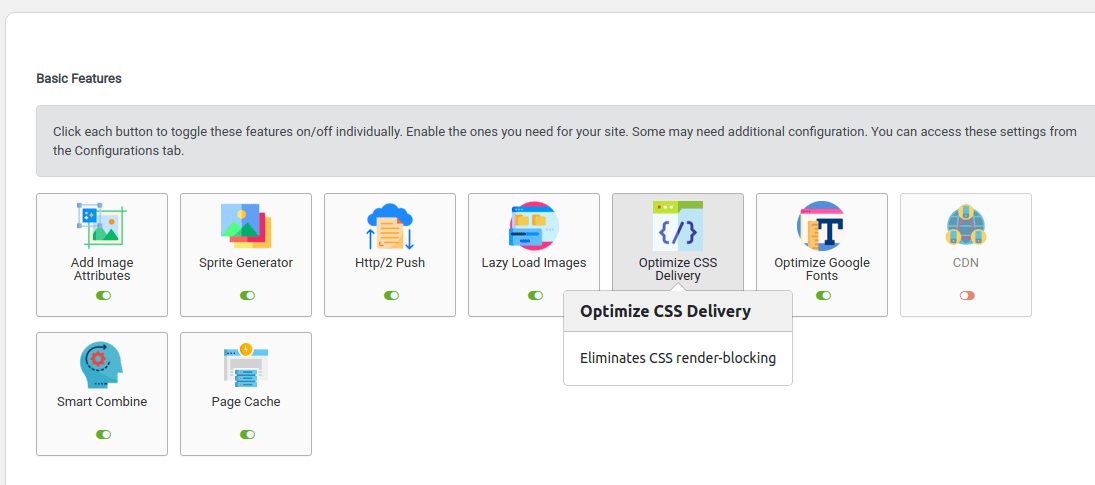 Basic Features
Click each button to toggle these features on/off individually. Enable the ones you need for your site. Some may need additional configuration. You can access these settings from
the Configurations tab.
Add Image
Attributes
Sprite Generator
Http/2 Push
Lazy Load Images
Optimize CSS
Delivery
Optimize Google
Fonts
CDN
Optimize CSS Delivery
Eliminates CSS render-blocking
Smart Combine
Page Cache